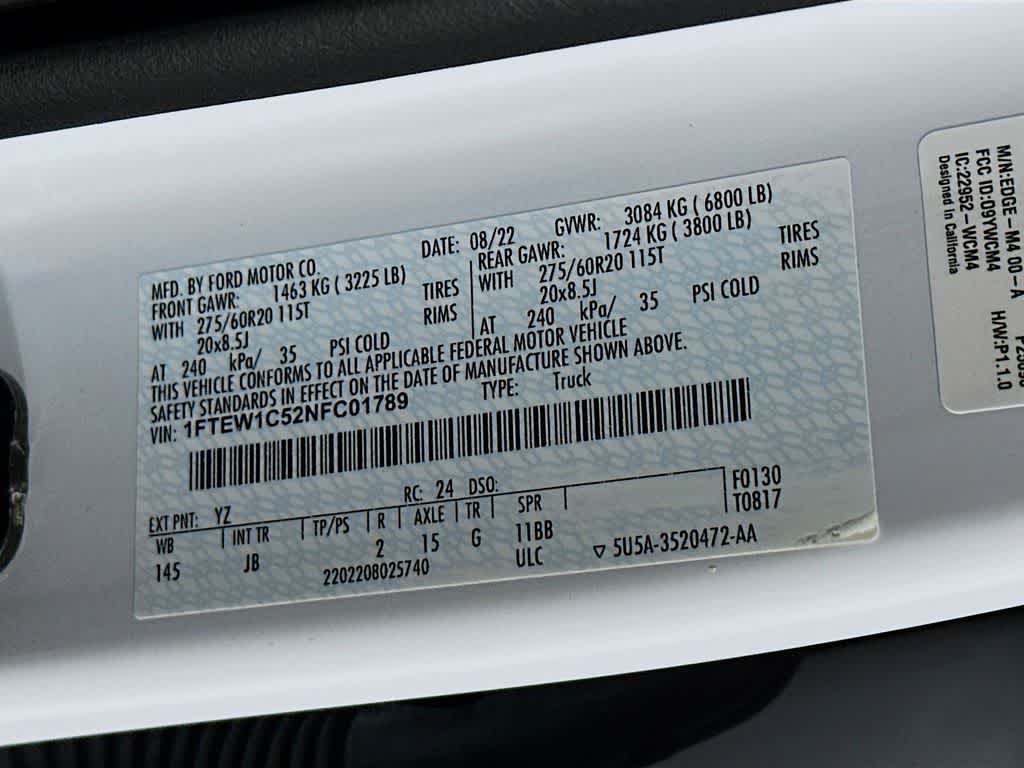 MFD. BY FORD MOTOR CO.
DATE: 08/22 GVWR: 3084 KG ( 6800 LB)
FRONT GAWR: 1463 KG ( 3225 LB)
REAR GAWR: 1724 KG ( 3800 LB)
WITH 275/60R20 115T TIRES
WITH 275/60R20 115T TIRES
20x8.5J RIMS
20x8.5J RIMS
AT 240 kPa/ 35 PSI COLD
AT 240 kPa/ 35 PSI COLD
THIS VEHICLE CONFORMS TO ALL APPLICABLE FEDERAL MOTOR VEHICLE
SAFETY STANDARDS IN EFFECT ON THE DATE OF MANUFACTURE SHOWN ABOVE.
VIN: 1FTEW1C52NFC01789 TYPE: Truck
EXT PNT: YZ RC: 24 DSO: F0130
WB INT TR TP/PS R AXLE TR SPR T0817
145 JB 2 15 G 11BB
2202208025740 ULC ▽ 5U5A-3520472-AA
M/N:EDGE-M4 00-A
FCC ID:O9YWCM4 H/W:P1.1.0
IC:22952-WCM4
Designed in California